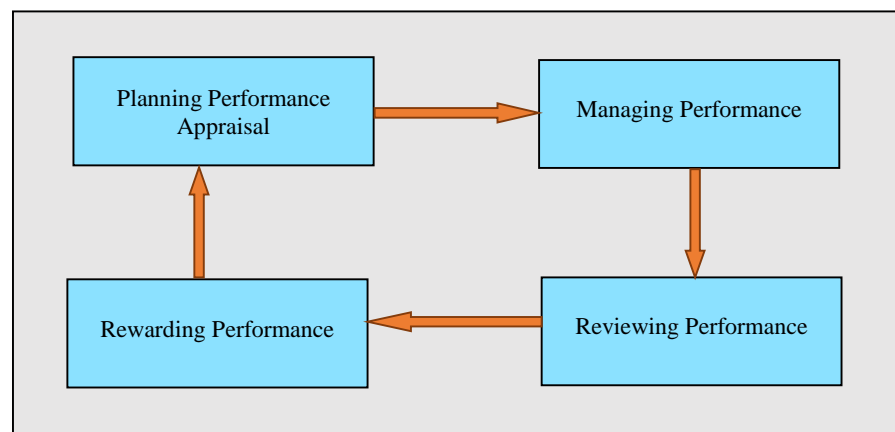 Planning Performance
Appraisal
Managing Performance
Rewarding Performance
Reviewing Performance